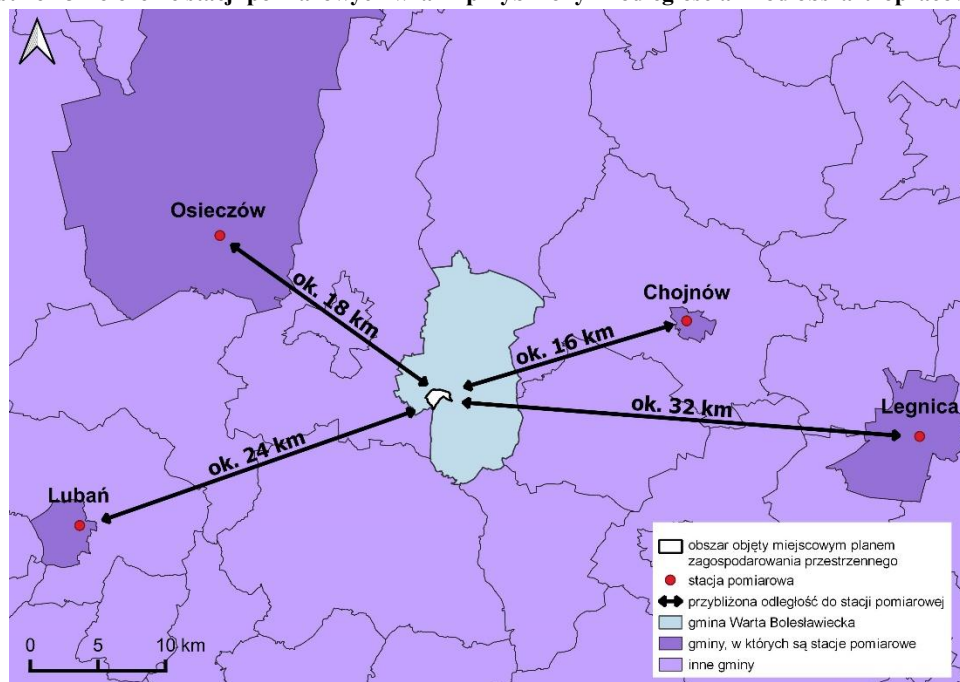 Osieczów
ok. 18 km
Chojnów
ok. 16 km
ok. 32 km
Legnica
ok. 24 km
Lubań
obszar objęty miejscowym planem
zagospodarowania przestrzennego
stacja pomiarowa
przybliżona odległość do stacji pomiarowej
gmina Warta Bolesławiecka
gminy, w których są stacje pomiarowe
inne gminy
0 5 10 km